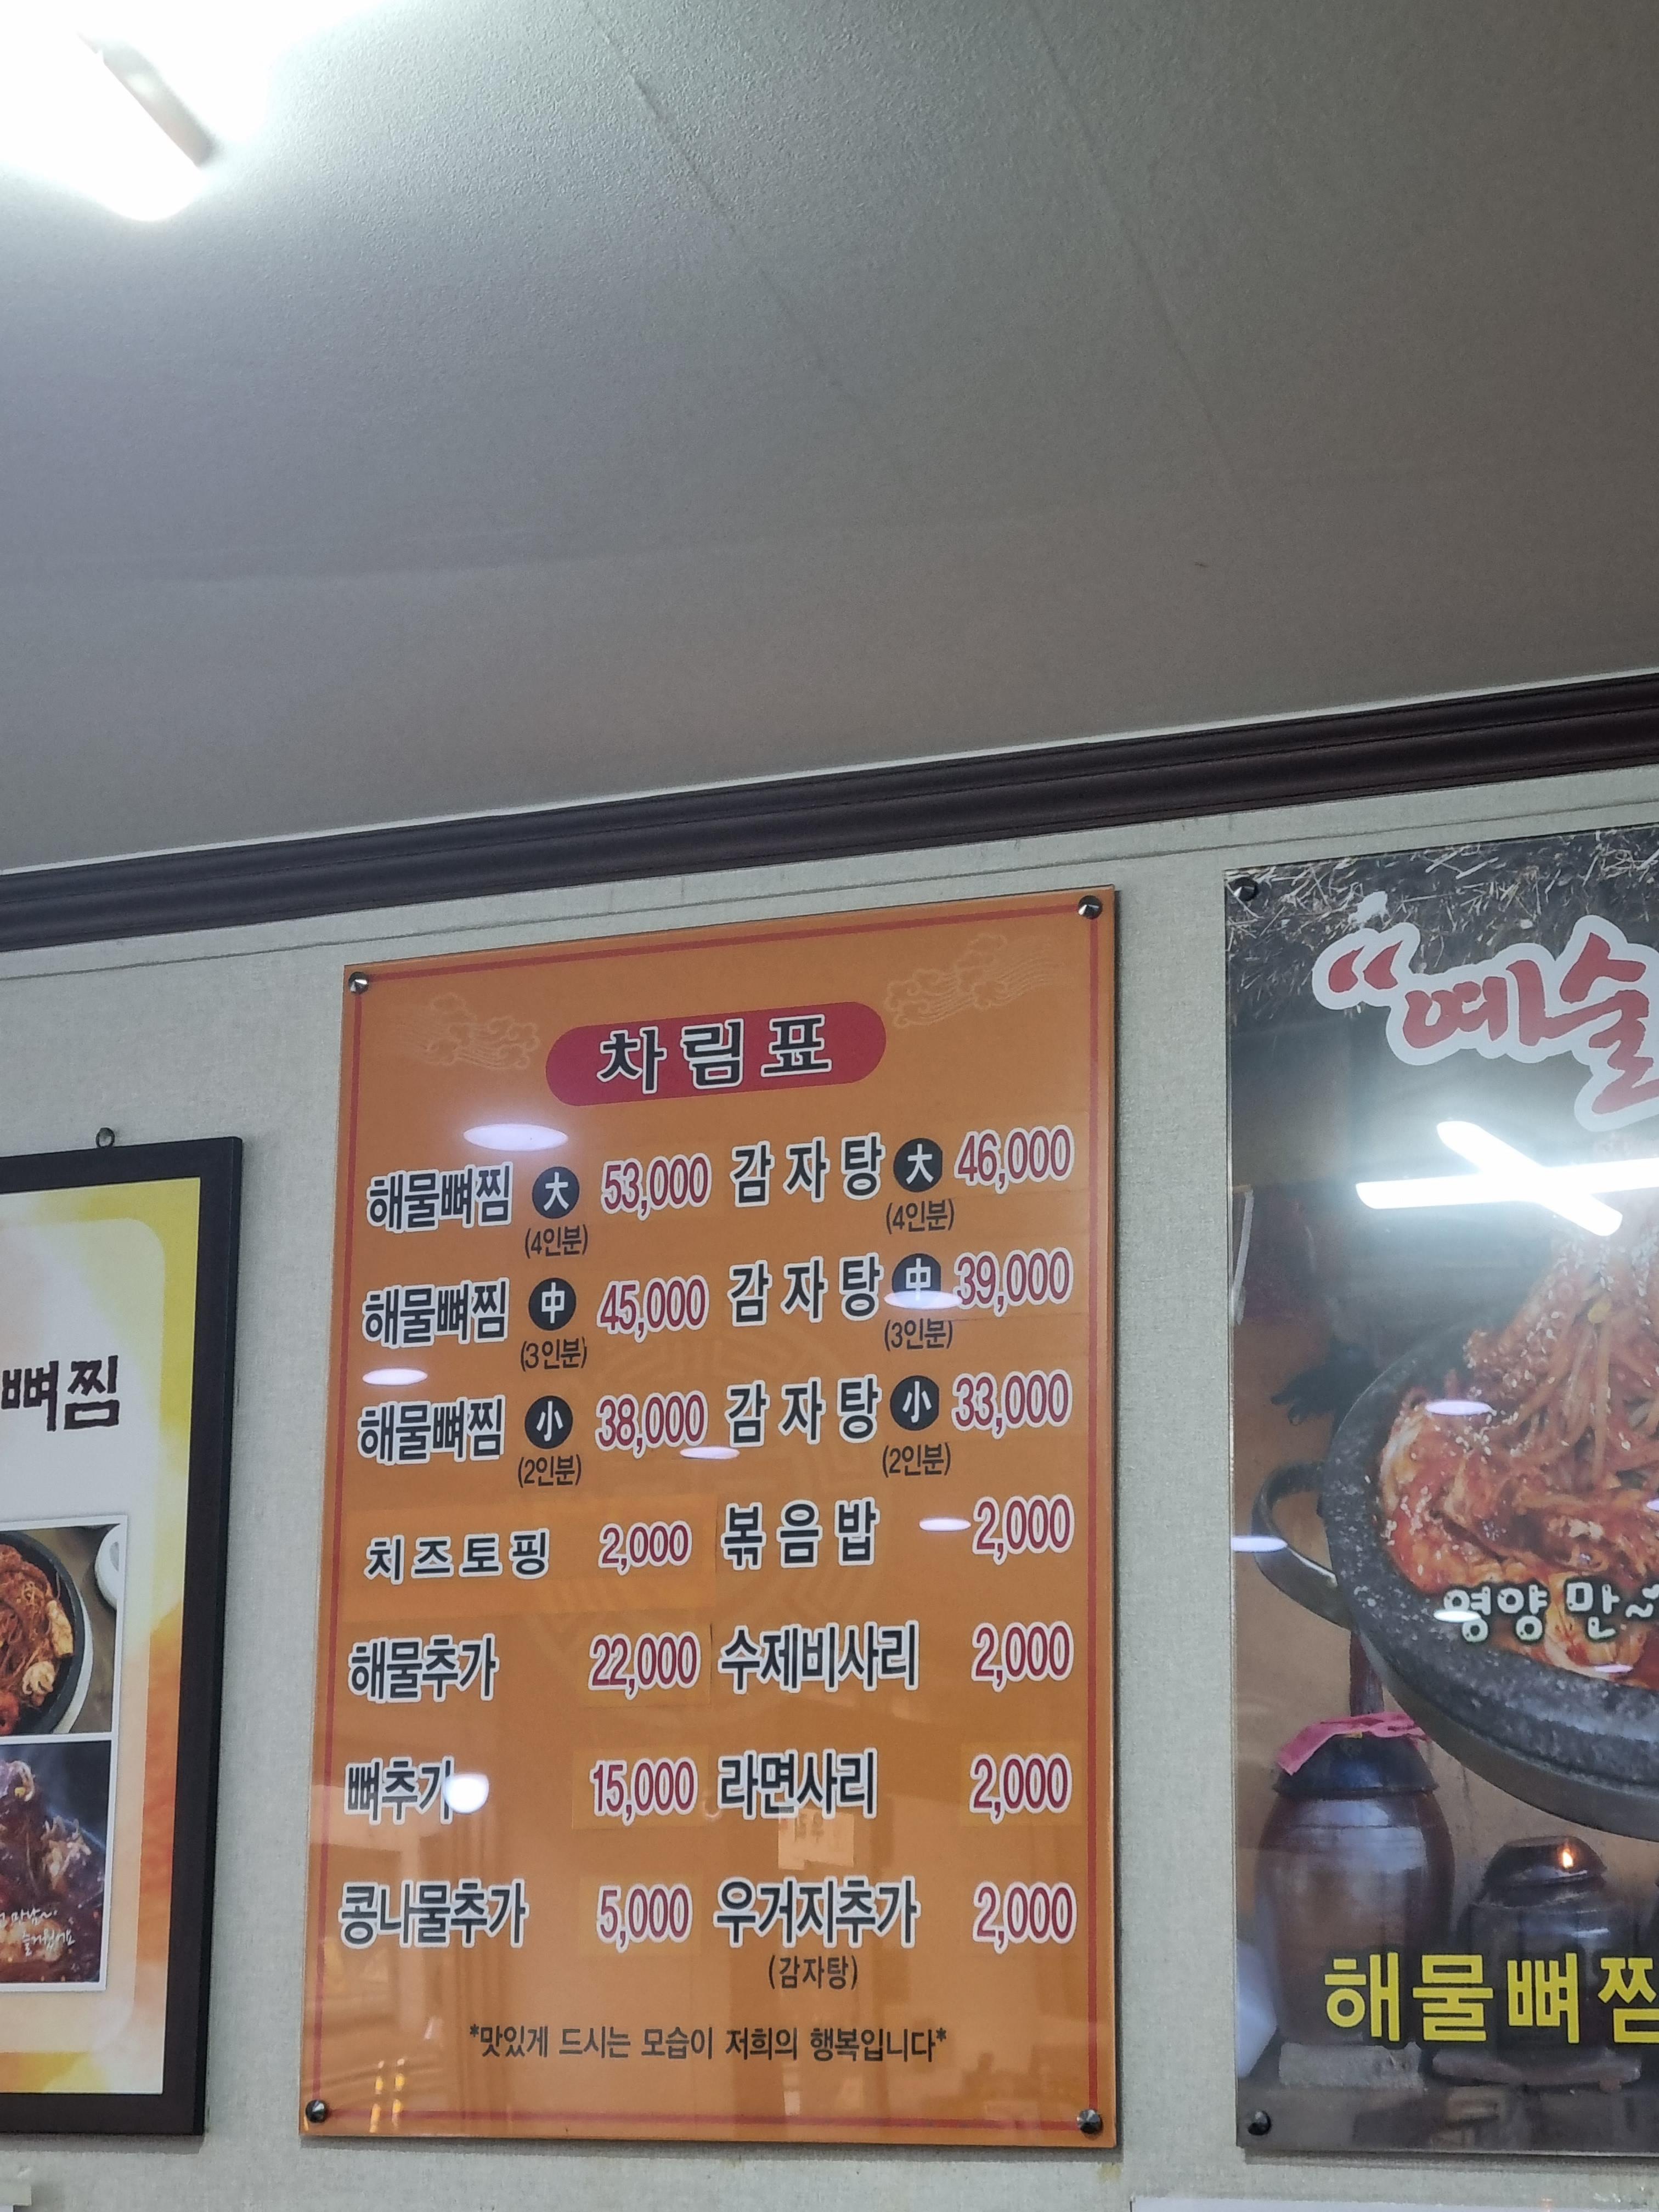 뼈찜
차림표
해물뼈찜 大 53,000 감자탕 大 46,000
(4인분) (4인분)
해물뼈찜 中 45,000 감자탕 中 39,000
(3인분) (3인분)
해물뼈찜 小 38,000 감자탕 小 33,000
(2인분) (2인분)
치즈토핑 2,000 볶음밥 2,000
해물추가 22,000 수제비사리 2,000
뼈추가 15,000 라면사리 2,000
콩나물추가 5,000 우거지추가 2,000
(감자탕)
*맛있게 드시는 모습이 저희의 행복입니다*
“예술
영양 만~
해물뼈찜